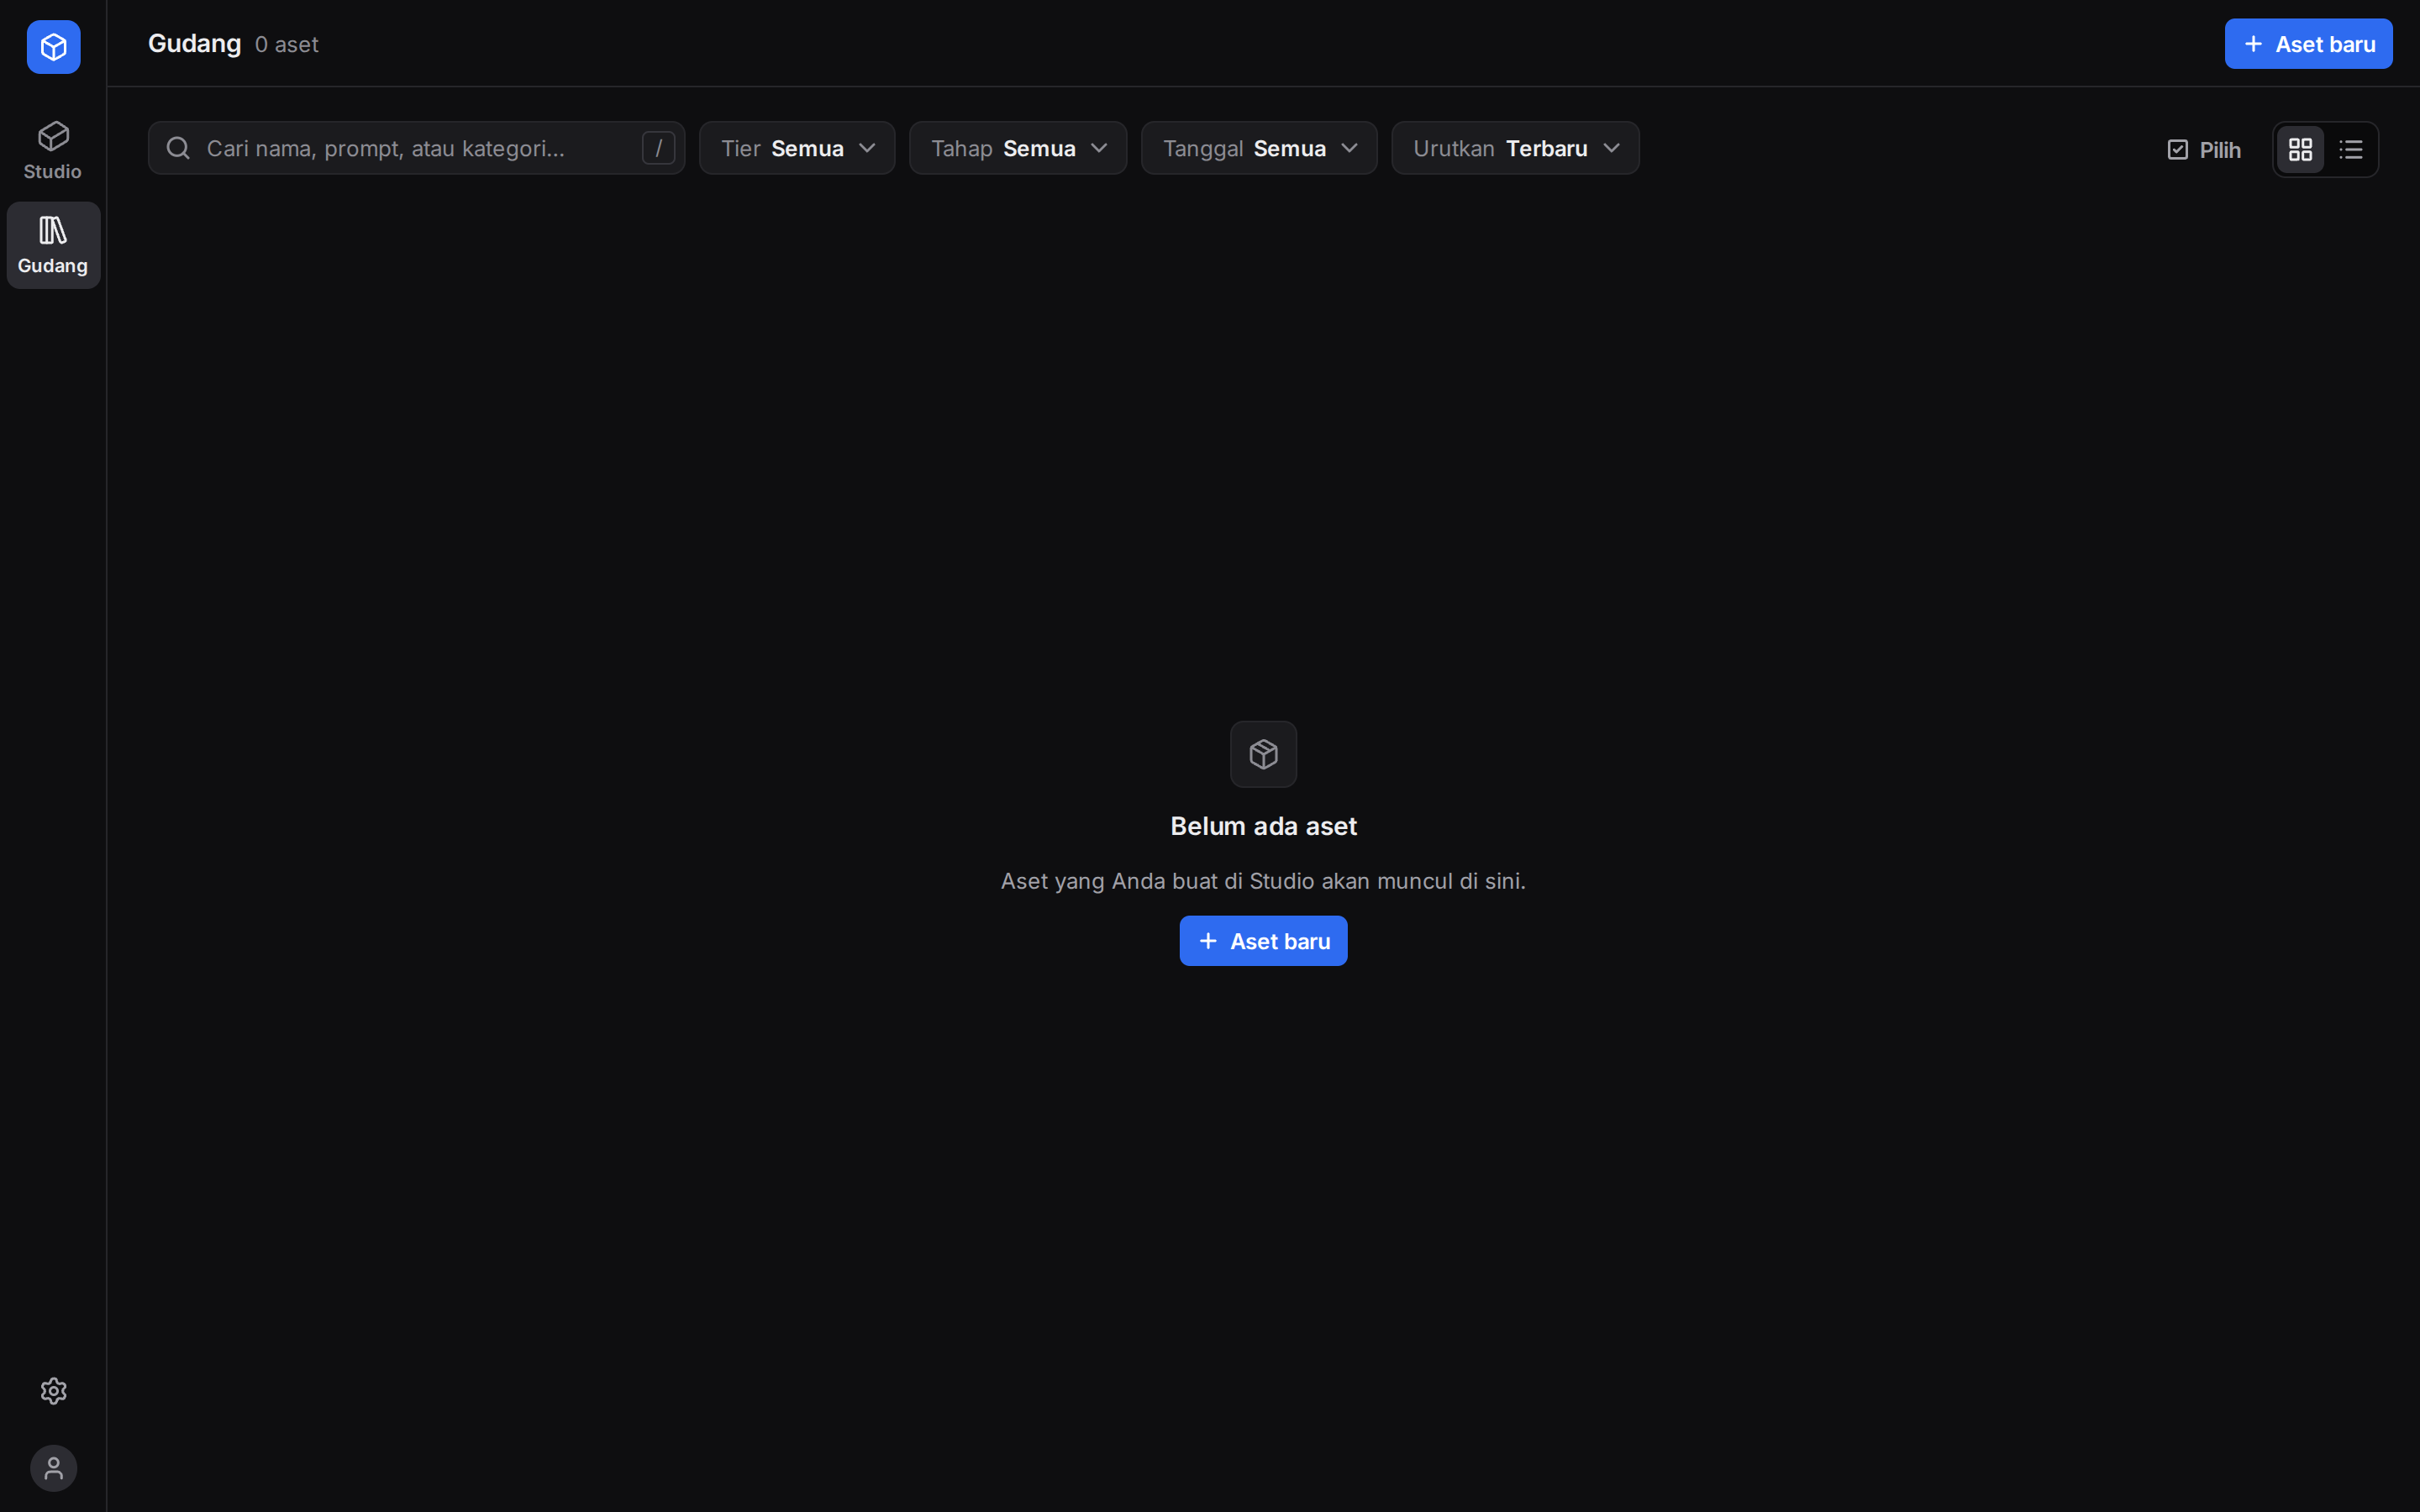 Gudang 0 aset
Aset baru
Studio
Gudang
Cari nama, prompt, atau kategori...
/
Tier Semua
Tahap Semua
Tanggal Semua
Urutkan Terbaru
Pilih
Belum ada aset
Aset yang Anda buat di Studio akan muncul di sini.
Aset baru